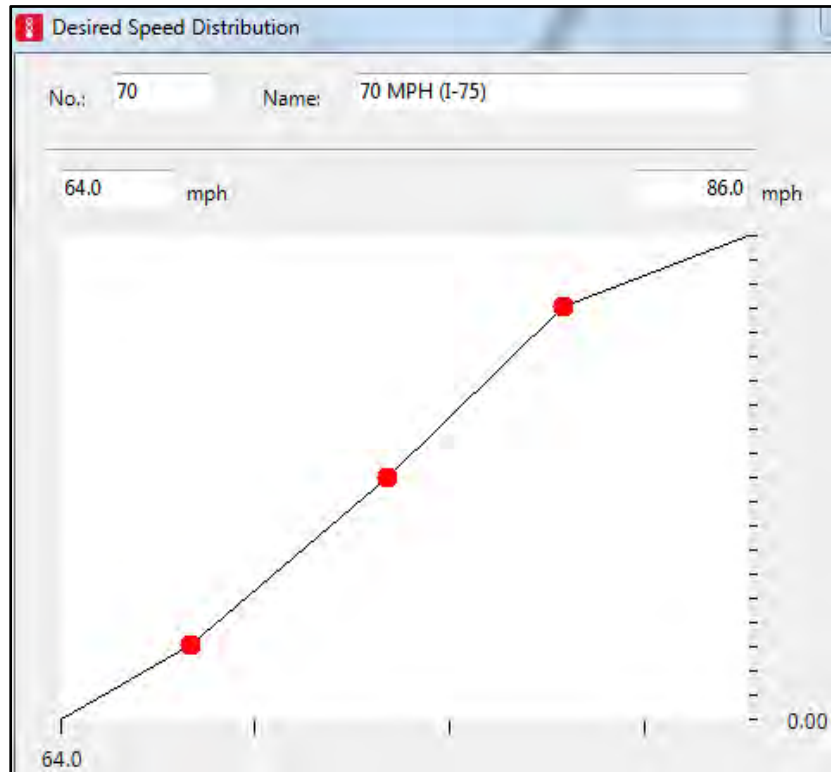 Desired Speed Distribution
No.: 70 Name: 70 MPH (I-75)
64.0 mph 86.0 mph
0.00
64.0